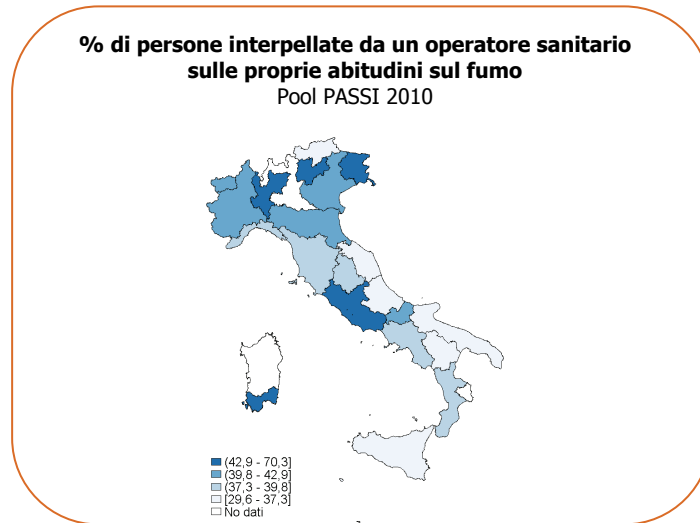 % di persone interpellate da un operatore sanitario
sulle proprie abitudini sul fumo
Pool PASSI 2010
(42,9 - 70,3]
(39,8 - 42,9]
(37,3 - 39,8]
[29,6 - 37,3]
No dati